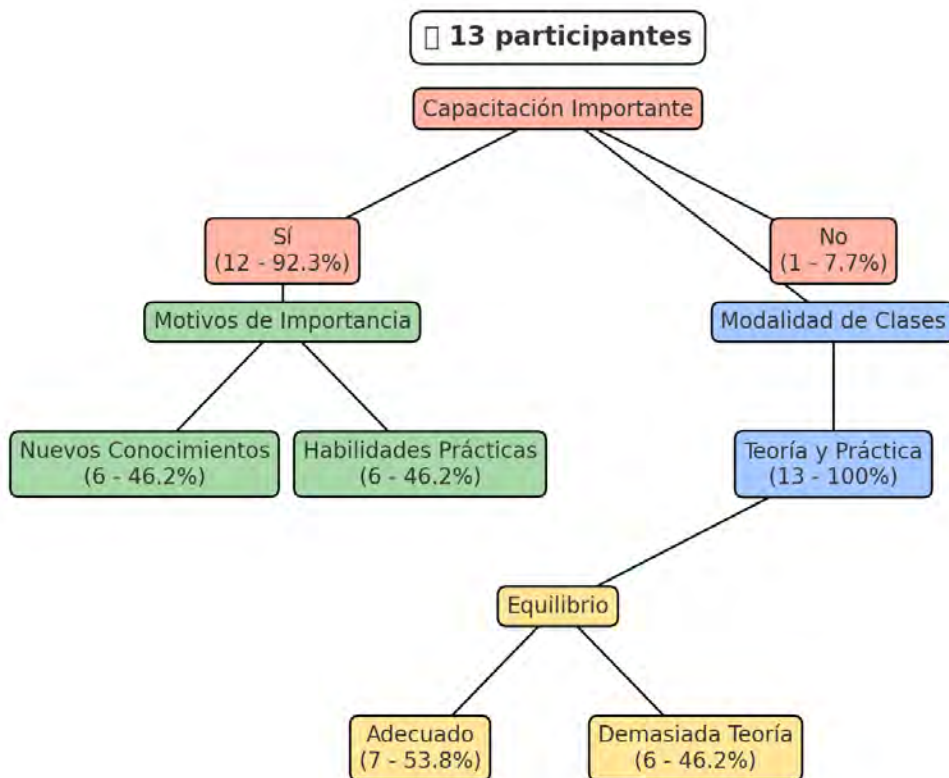 13 participantes
Capacitación Importante
Sí
(12 - 92.3%)
No
(1 - 7.7%)
Motivos de Importancia
Modalidad de Clases
Nuevos Conocimientos
(6 - 46.2%)
Habilidades Prácticas
(6 - 46.2%)
Teoría y Práctica
(13 - 100%)
Equilibrio
Adecuado
(7 - 53.8%)
Demasiada Teoría
(6 - 46.2%)